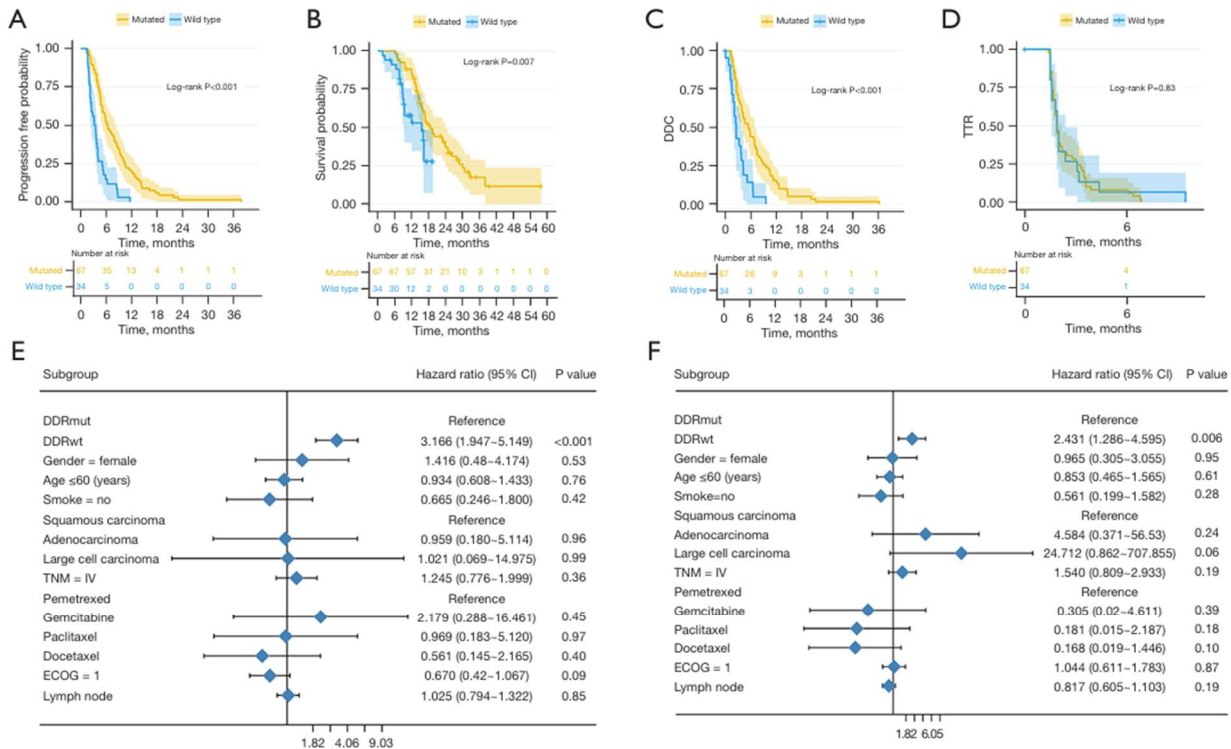 A
Mutated Wild type
Progression free probability
1.00
0.75
0.50
0.25
0.00
Log-rank P<0.001
0 6 12 18 24 30 36
Time, months
Number at risk
Mutated 67 35 13 4 1 1 1
Wild type 34 5 0 0 0 0 0
0 6 12 18 24 30 36
Time, months
B
Mutated Wild type
Survival probability
1.00
0.75
0.50
0.25
0.00
Log-rank P=0.007
0 6 12 18 24 30 36 42 48 54 60
Time, months
Number at risk
Mutated 67 67 57 31 21 10 3 1 1 1 0
Wild type 34 30 12 2 0 0 0 0 0 0 0
0 6 12 18 24 30 36 42 48 54 60
Time, months
C
Mutated Wild type
DDC
1.00
0.75
0.50
0.25
0.00
Log-rank P<0.001
0 6 12 18 24 30 36
Time, months
Number at risk
Mutated 67 26 9 3 1 1 1
Wild type 34 3 0 0 0 0 0
0 6 12 18 24 30 36
Time, months
D
Mutated Wild type
TTR
1.00
0.75
0.50
0.25
0.00
Log-rank P=0.83
0 6
Time, months
Number at risk
Mutated 67 4
Wild type 34 1
0 6
Time, months
E
Subgroup Hazard ratio (95% CI) P value
DDRmut Reference
DDRwt 3.166 (1.947~5.149) <0.001
Gender = female 1.416 (0.48~4.174) 0.53
Age ≤60 (years) 0.934 (0.608~1.433) 0.76
Smoke = no 0.665 (0.246~1.800) 0.42
Squamous carcinoma Reference
Adenocarcinoma 0.959 (0.180~5.114) 0.96
Large cell carcinoma 1.021 (0.069~14.975) 0.99
TNM = IV 1.245 (0.776~1.999) 0.36
Pemetrexed Reference
Gemcitabine 2.179 (0.288~16.461) 0.45
Paclitaxel 0.969 (0.183~5.120) 0.97
Docetaxel 0.561 (0.145~2.165) 0.40
ECOG = 1 0.670 (0.42~1.067) 0.09
Lymph node 1.025 (0.794~1.322) 0.85
1.82 4.06 9.03
F
Subgroup Hazard ratio (95% CI) P value
DDRmut Reference
DDRwt 2.431 (1.286~4.595) 0.006
Gender = female 0.965 (0.305~3.055) 0.95
Age ≤60 (years) 0.853 (0.465~1.565) 0.61
Smoke=no 0.561 (0.199~1.582) 0.28
Squamous carcinoma Reference
Adenocarcinoma 4.584 (0.371~56.53) 0.24
Large cell carcinoma 24.712 (0.862~707.855) 0.06
TNM = IV 1.540 (0.809~2.933) 0.19
Pemetrexed Reference
Gemcitabine 0.305 (0.02~4.611) 0.39
Paclitaxel 0.181 (0.015~2.187) 0.18
Docetaxel 0.168 (0.019~1.446) 0.10
ECOG = 1 1.044 (0.611~1.783) 0.87
Lymph node 0.817 (0.605~1.103) 0.19
1.82 6.05